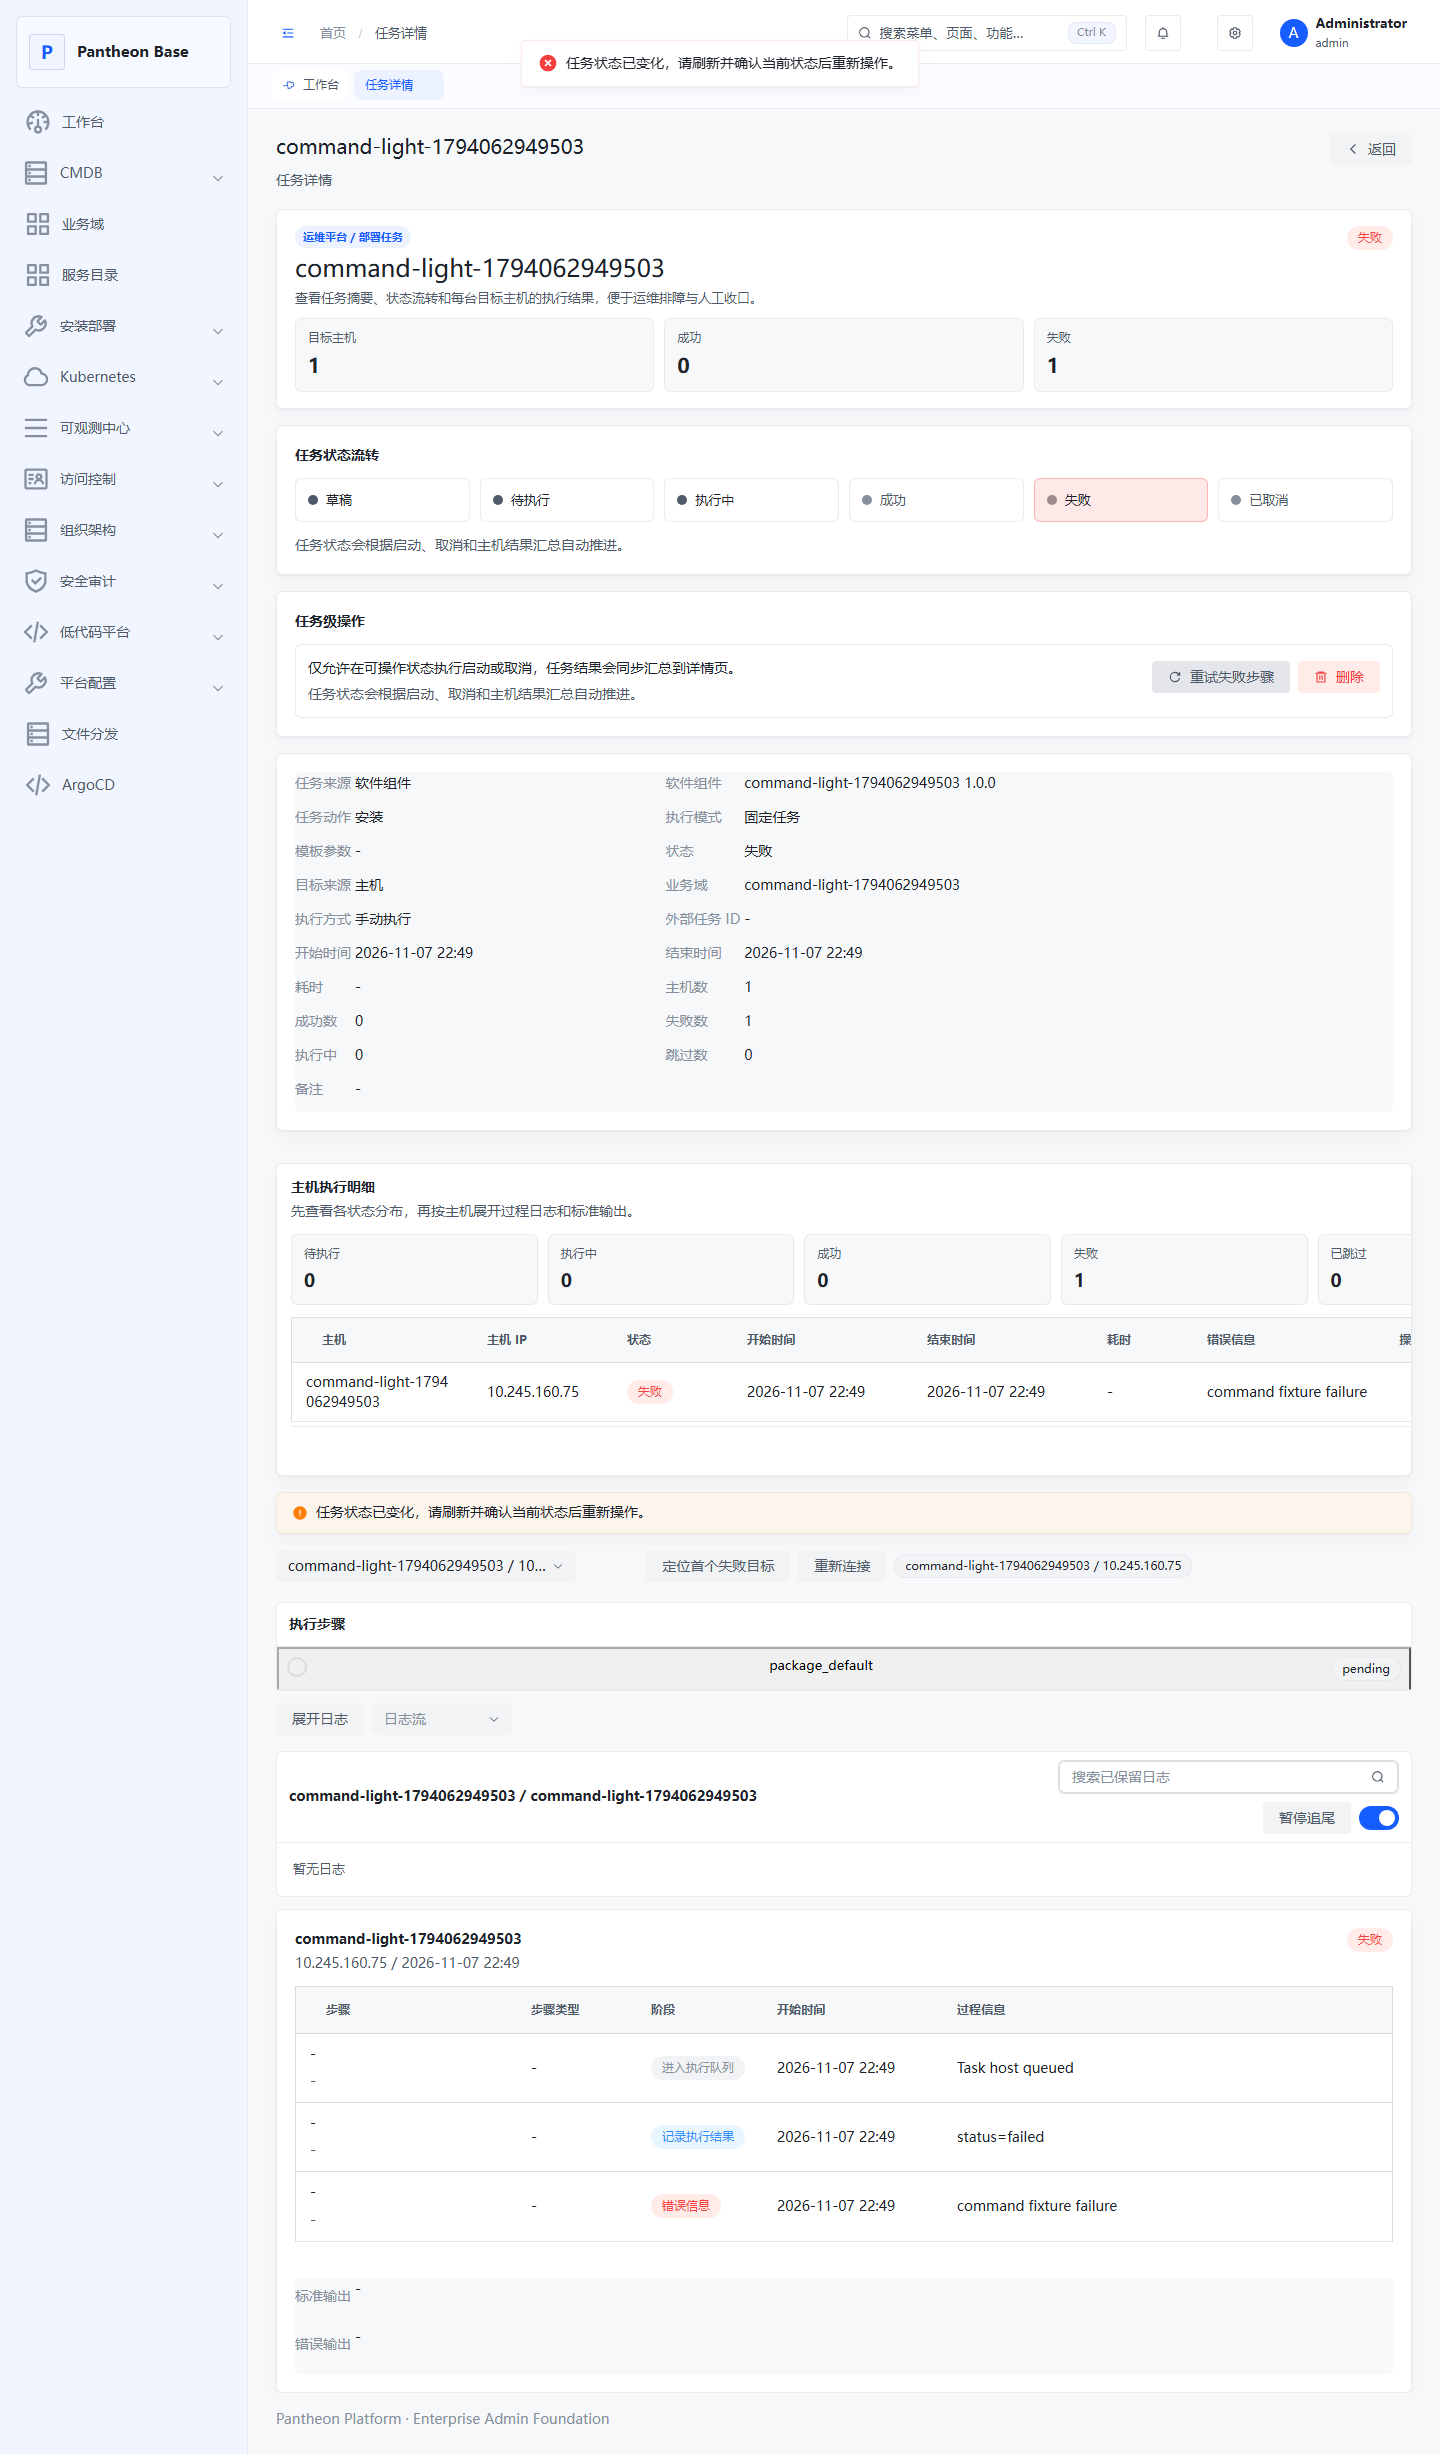 P Pantheon Base
工作台
CMDB
业务域
服务目录
安装部署
Kubernetes
可观测中心
访问控制
组织架构
安全审计
低代码平台
平台配置
文件分发
ArgoCD
首页 / 任务详情
搜索菜单、页面、功能... Ctrl K
A Administrator
admin
任务状态已变化，请刷新并确认当前状态后重新操作。
工作台 任务详情
command-light-1794062949503
返回
任务详情
运维平台 / 部署任务
失败
command-light-1794062949503
查看任务摘要、状态流转和每台目标主机的执行结果，便于运维排障与人工收口。
目标主机 成功 失败
1 0 1
任务状态流转
草稿 待执行 执行中 成功 失败 已取消
任务状态会根据启动、取消和主机结果汇总自动推进。
任务级操作
仅允许在可操作状态执行启动或取消，任务结果会同步汇总到详情页。
任务状态会根据启动、取消和主机结果汇总自动推进。
重试失败步骤 删除
任务来源 软件组件 软件组件 command-light-1794062949503 1.0.0
任务动作 安装 执行模式 固定任务
模板参数 - 状态 失败
目标来源 主机 业务域 command-light-1794062949503
执行方式 手动执行 外部任务 ID -
开始时间 2026-11-07 22:49 结束时间 2026-11-07 22:49
耗时 - 主机数 1
成功数 0 失败数 1
执行中 0 跳过数 0
备注 -
主机执行明细
先查看各状态分布，再按主机展开过程日志和标准输出。
待执行 执行中 成功 失败 已跳过
0 0 0 1 0
主机 主机 IP 状态 开始时间 结束时间 耗时 错误信息 操
command-light-1794
062949503
10.245.160.75 失败 2026-11-07 22:49 2026-11-07 22:49 - command fixture failure
任务状态已变化，请刷新并确认当前状态后重新操作。
command-light-1794062949503 / 10... 定位首个失败目标 重新连接 command-light-1794062949503 / 10.245.160.75
执行步骤
package_default pending
展开日志 日志流
搜索已保留日志
command-light-1794062949503 / command-light-1794062949503
暂停追尾
暂无日志
command-light-1794062949503
失败
10.245.160.75 / 2026-11-07 22:49
步骤 步骤类型 阶段 开始时间 过程信息
-
- - 进入执行队列 2026-11-07 22:49 Task host queued
-
- - 记录执行结果 2026-11-07 22:49 status=failed
-
- - 错误信息 2026-11-07 22:49 command fixture failure
标准输出 -
错误输出 -
Pantheon Platform · Enterprise Admin Foundation